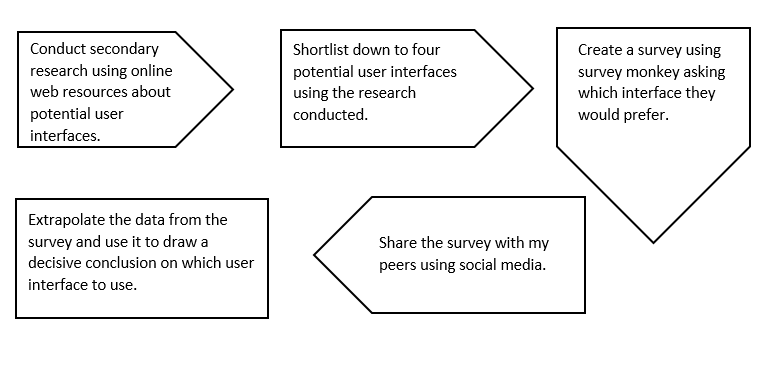 Conduct secondary
research using online
web resources about
potential user
interfaces.
Shortlist down to four
potential user interfaces
using the research
conducted.
Create a survey using
survey monkey asking
which interface they
would prefer.
Share the survey with my
peers using social media.
Extrapolate the data from the
survey and use it to draw a
decisive conclusion on which user
interface to use.